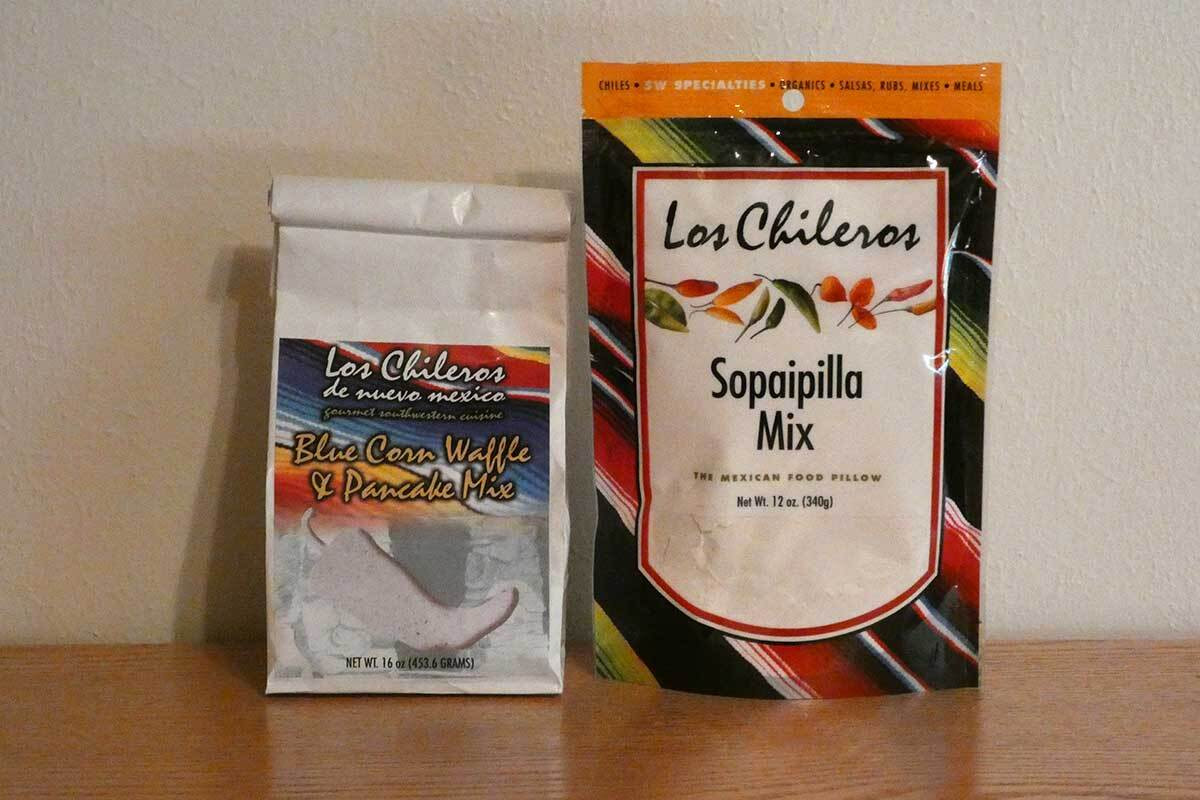 Los Chileros
de nuevo mexico
gourmet southwestern cuisine
Blue Corn Waffle
& Pancake Mix
NET WT. 16 oz (453.6 GRAMS)
CHILES • SW SPECIALTIES • ORGANICS • SALSAS, RUBS, MIXES • MEALS
Los Chileros
Sopaipilla
Mix
THE MEXICAN FOOD PILLOW
Net Wt. 12 oz. (340g)